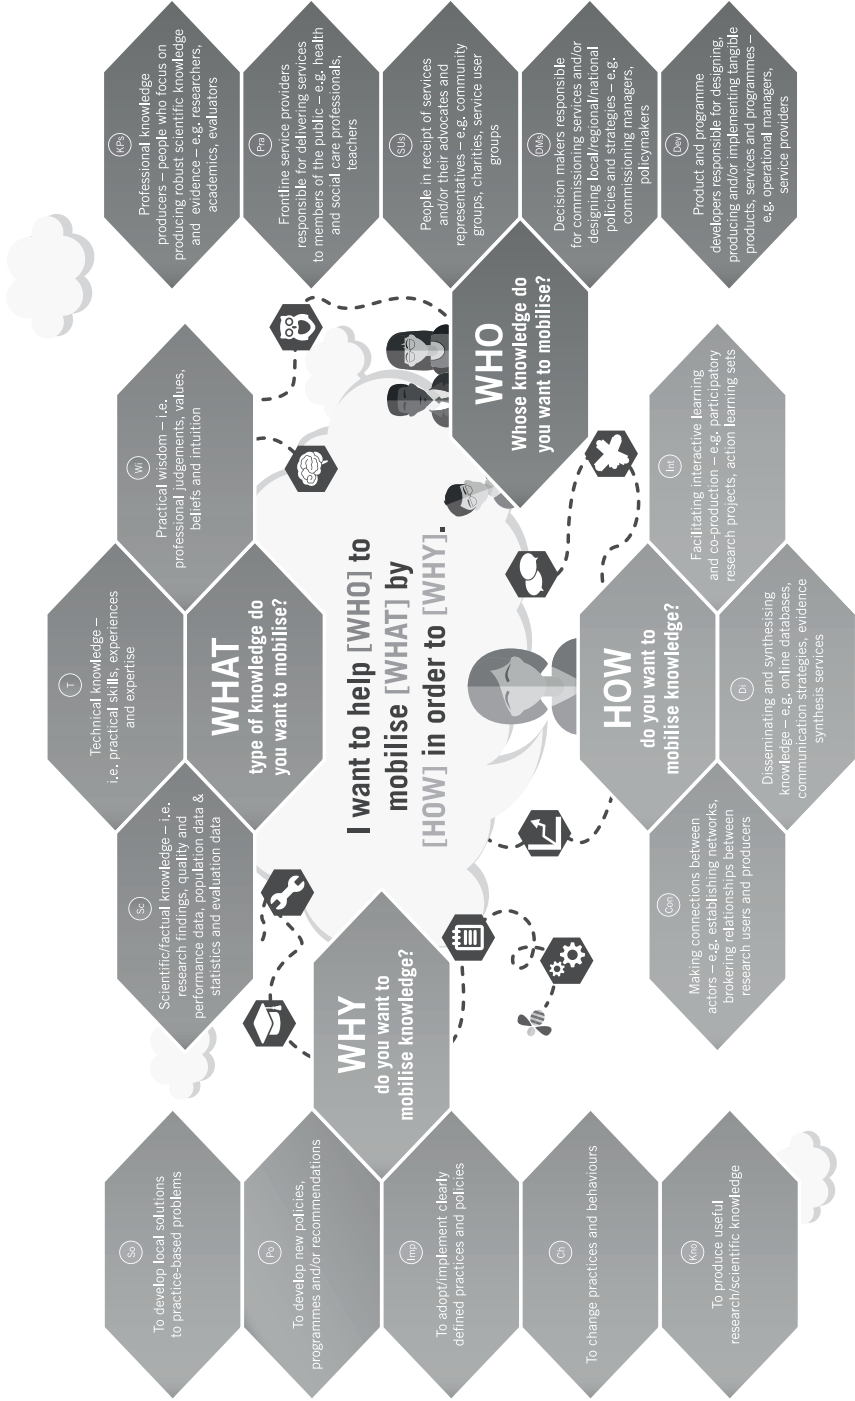 WHY
do you want to
mobilise knowledge?
So
To develop local solutions
to practice-based problems
Po
To develop new policies,
programmes and/or recommendations
Imp
To adopt/implement clearly
defined practices and policies
Ch
To change practices and behaviours
Kno
To produce useful
research/scientific knowledge
WHAT
type of knowledge do
you want to mobilise?
Sc
Scientific/factual knowledge – i.e.
research findings, quality and
performance data, population data &
statistics and evaluation data
T
Technical knowledge –
i.e. practical skills, experiences
and expertise
Wi
Practical wisdom – i.e.
professional judgements, values,
beliefs and intuition
I want to help [WHO] to
mobilise [WHAT] by
[HOW] in order to [WHY].
HOW
do you want to
mobilise knowledge?
Con
Making connections between
actors – e.g. establishing networks,
brokering relationships between
research users and producers
Di
Disseminating and synthesising
knowledge – e.g. online databases,
communication strategies, evidence
synthesis services
Int
Facilitating interactive learning
and co-production – e.g. participatory
research projects, action learning sets
WHO
Whose knowledge do
you want to mobilise?
KPs
Professional knowledge
producers – people who focus on
producing robust scientific knowledge
and evidence – e.g. researchers,
academics, evaluators
Pra
Frontline service providers
responsible for delivering services
to members of the public – e.g. health
and social care professionals,
teachers
SUs
People in receipt of services
and/or their advocates and
representatives – e.g. community
groups, charities, service user
groups
DMs
Decision makers responsible
for commissioning services and/or
designing local/regional/national
policies and strategies – e.g.
commissioning managers,
policymakers
Dev
Product and programme
developers responsible for designing,
producing and/or implementing tangible
products, services and programmes –
e.g. operational managers,
service providers